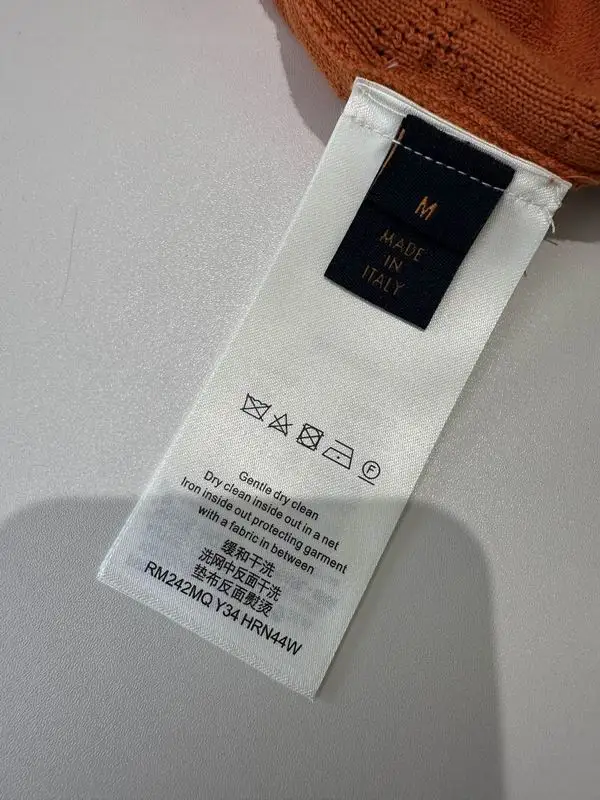 M
MADE
IN
ITALY
F
Gentle dry clean
Dry clean inside out in a net
Iron inside out protecting garment
with a fabric in between
缓和干洗
洗网中反面干洗
垫布反面熨烫
RM242MQ Y34 HRN44W